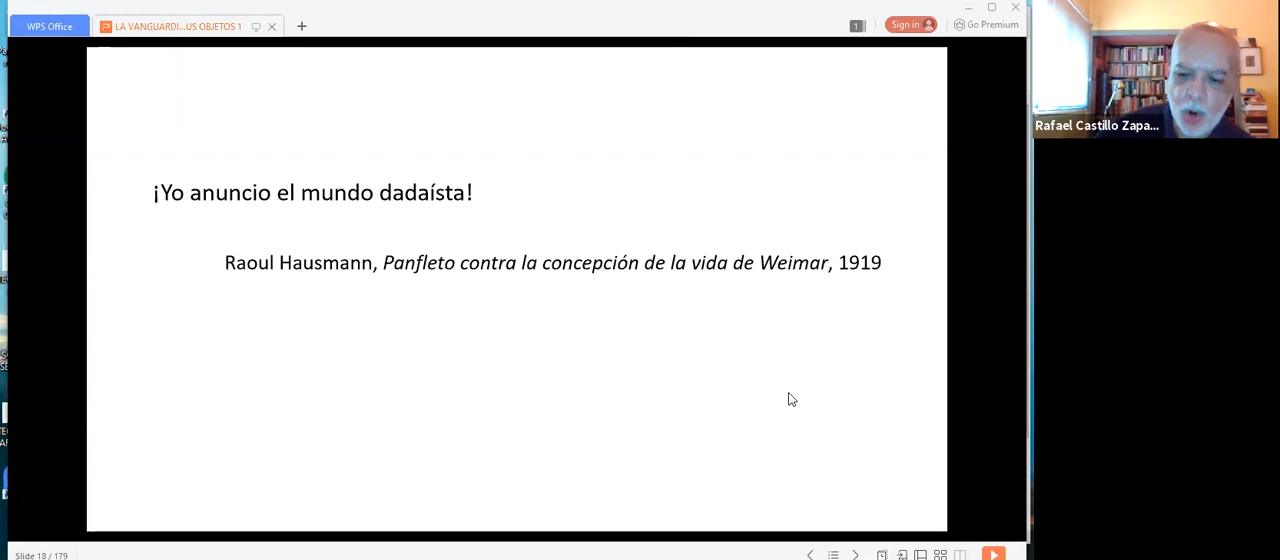 WPS Office
LA VANGUARDI...US OBJETOS 1
1
Sign in
Go Premium
Rafael Castillo Zapa...
¡Yo anuncio el mundo dadaísta!
Raoul Hausmann, Panfleto contra la concepción de la vida de Weimar, 1919
Slide 18 / 179